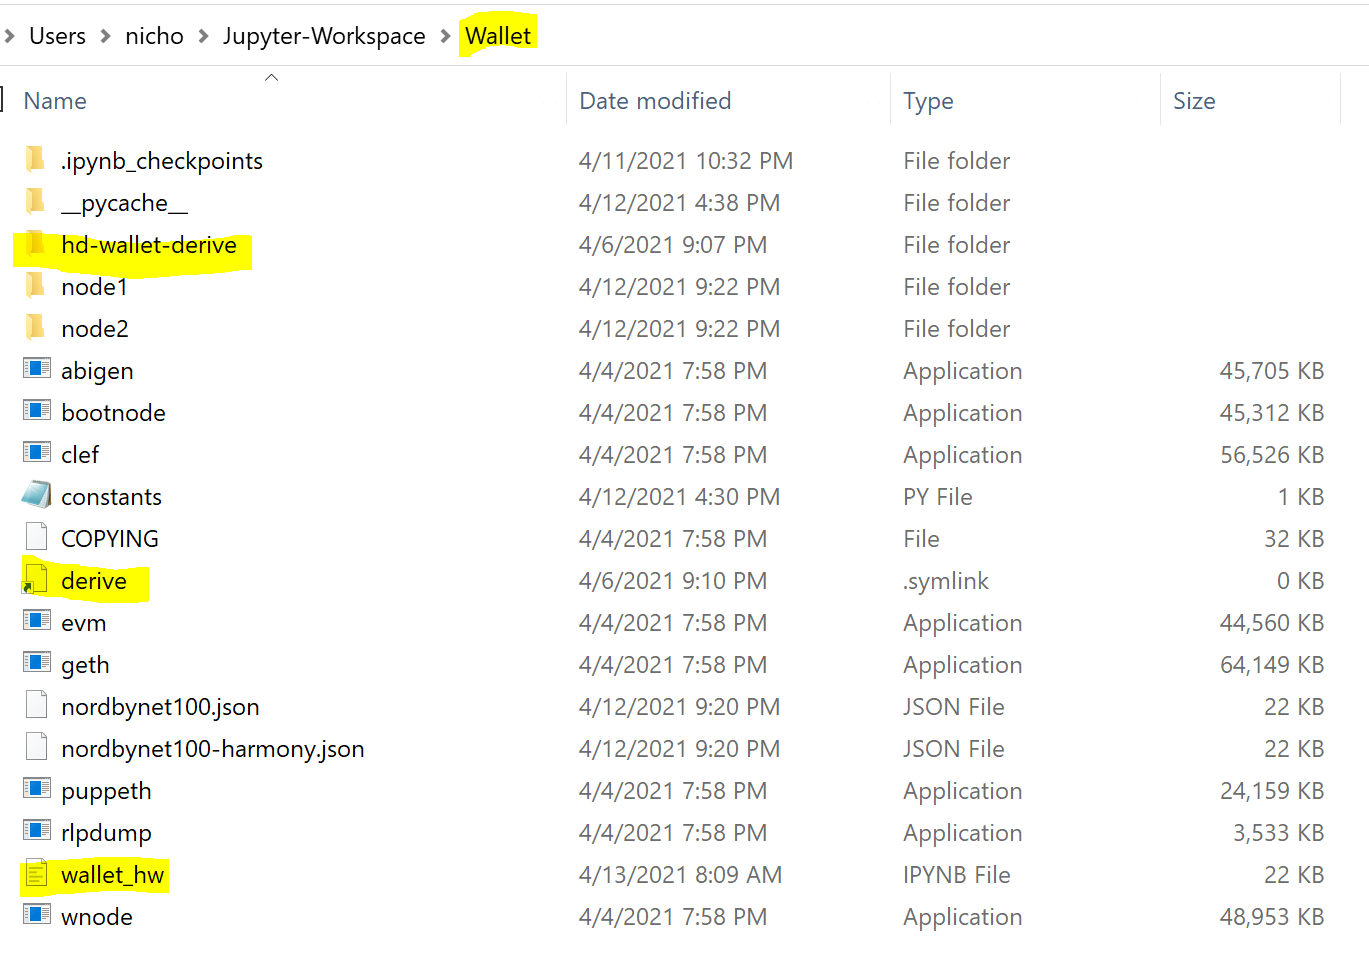 Users > nicho > Jupyter-Workspace > Wallet
Name Date modified Type Size
.ipynb_checkpoints 4/11/2021 10:32 PM File folder
__pycache__ 4/12/2021 4:38 PM File folder
hd-wallet-derive 4/6/2021 9:07 PM File folder
node1 4/12/2021 9:22 PM File folder
node2 4/12/2021 9:22 PM File folder
abigen 4/4/2021 7:58 PM Application 45,705 KB
bootnode 4/4/2021 7:58 PM Application 45,312 KB
clef 4/4/2021 7:58 PM Application 56,526 KB
constants 4/12/2021 4:30 PM PY File 1 KB
COPYING 4/4/2021 7:58 PM File 32 KB
derive 4/6/2021 9:10 PM .symlink 0 KB
evm 4/4/2021 7:58 PM Application 44,560 KB
geth 4/4/2021 7:58 PM Application 64,149 KB
nordbynet100.json 4/12/2021 9:20 PM JSON File 22 KB
nordbynet100-harmony.json 4/12/2021 9:20 PM JSON File 22 KB
puppeth 4/4/2021 7:58 PM Application 24,159 KB
rlpdump 4/4/2021 7:58 PM Application 3,533 KB
wallet_hw 4/13/2021 8:09 AM IPYNB File 22 KB
wnode 4/4/2021 7:58 PM Application 48,953 KB